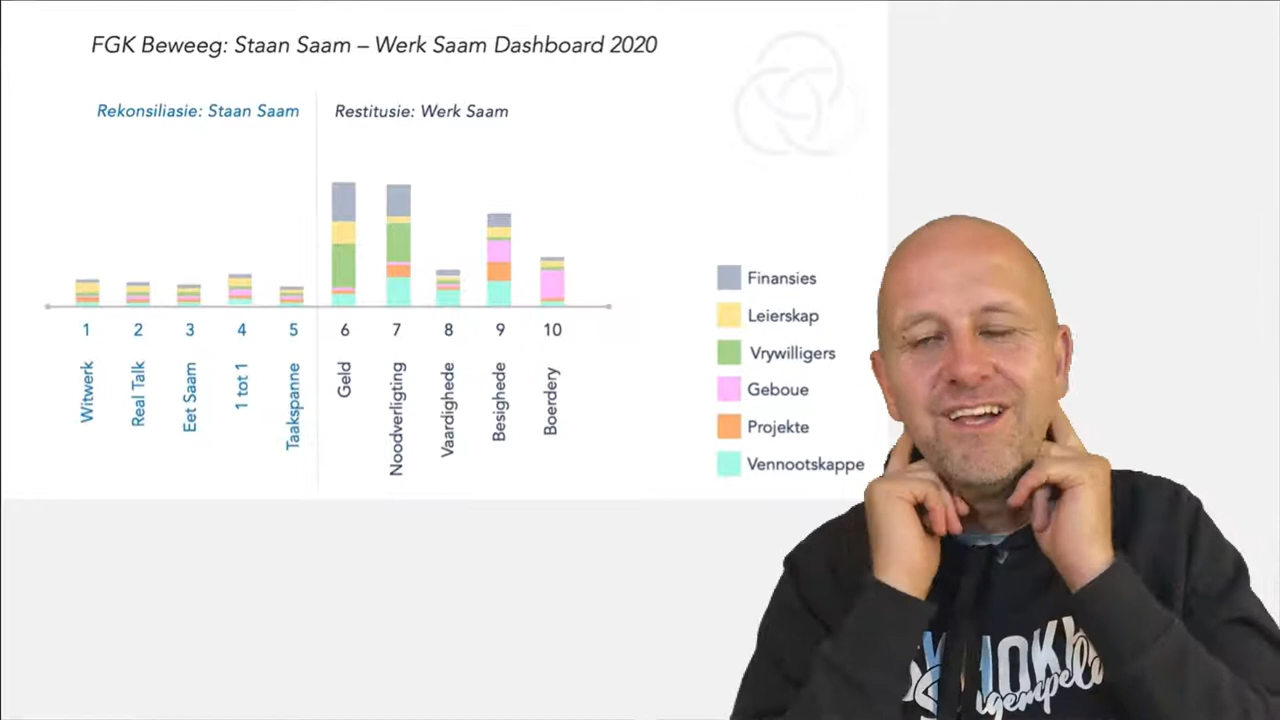 FGK Beweeg: Staan Saam – Werk Saam Dashboard 2020
Rekonsiliasie: Staan Saam
Restitusie: Werk Saam
1
2
3
4
5
6
7
8
9
10
Witwerk
Real Talk
Eet Saam
1 tot 1
Taakspanne
Geld
Noodverligting
Vaardighede
Besighede
Boerdery
Finansies
Leierskap
Vrywilligers
Geboue
Projekte
Vennootskappe